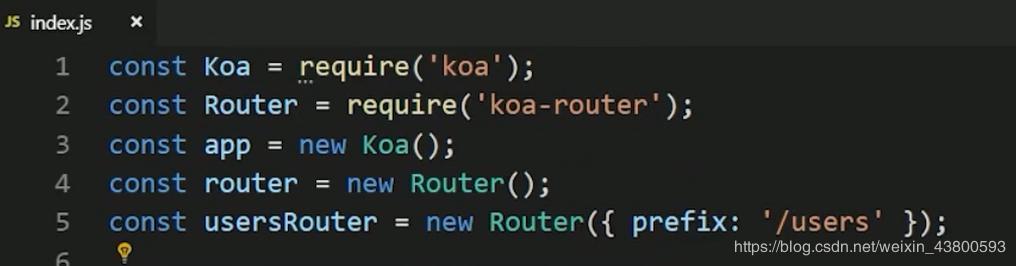 JS index.js ×
1 const Koa = require('koa');
2 const Router = require('koa-router');
3 const app = new Koa();
4 const router = new Router();
5 const usersRouter = new Router({ prefix: '/users' });
6
https://blog.csdn.net/weixin_43800593